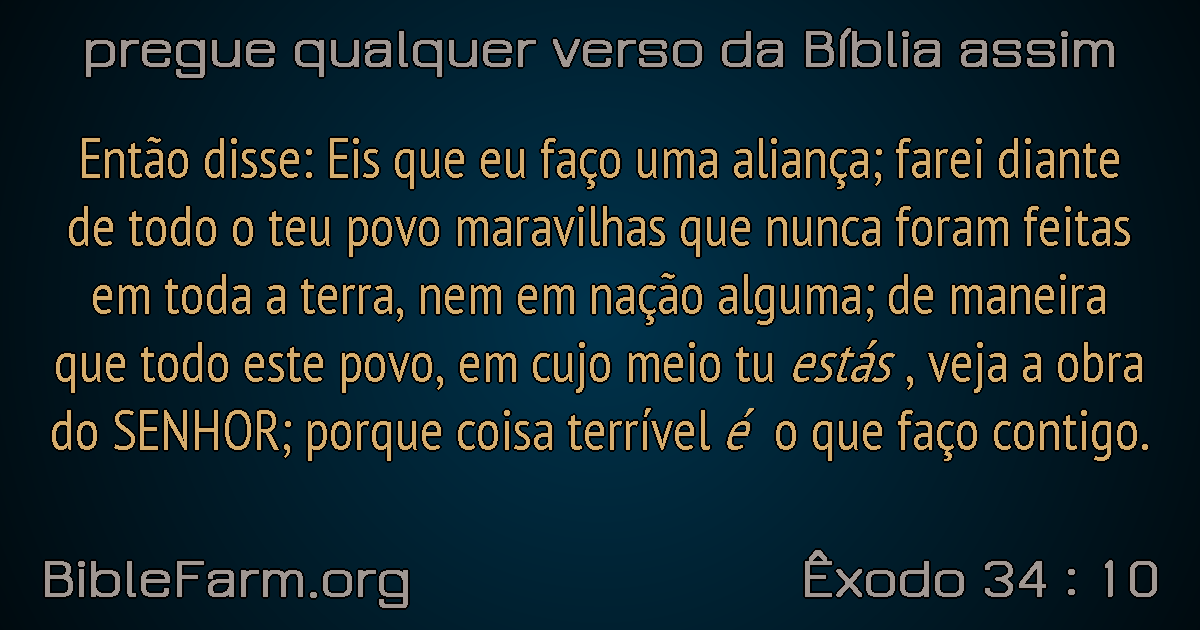 pregue qualquer verso da Bíblia assim
Então disse: Eis que eu faço uma aliança; farei diante
de todo o teu povo maravilhas que nunca foram feitas
em toda a terra, nem em nação alguma; de maneira
que todo este povo, em cujo meio tu estás , veja a obra
do SENHOR; porque coisa terrível é o que faço contigo.
BibleFarm.org
Êxodo 34 : 10